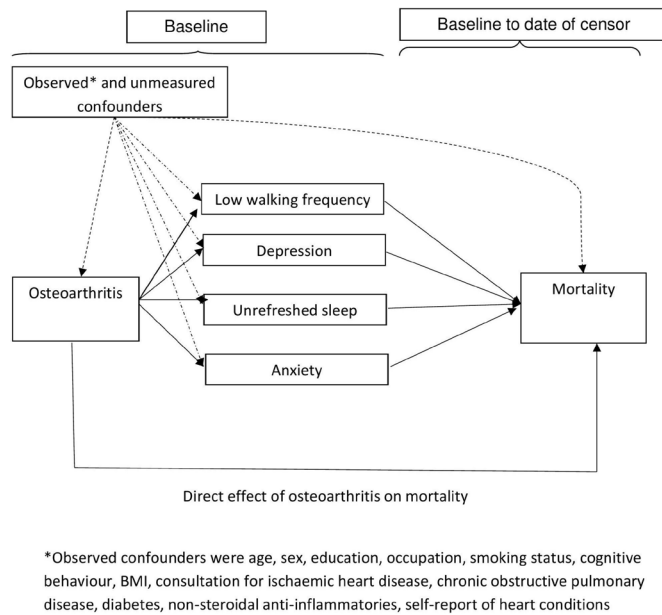 Baseline
Baseline to date of censor
Observed* and unmeasured
confounders
Low walking frequency
Depression
Osteoarthritis
Mortality
Unrefreshed sleep
Anxiety
Direct effect of osteoarthritis on mortality
*Observed confounders were age, sex, education, occupation, smoking status, cognitive
behaviour, BMI, consultation for ischaemic heart disease, chronic obstructive pulmonary
disease, diabetes, non-steroidal anti-inflammatories, self-report of heart conditions